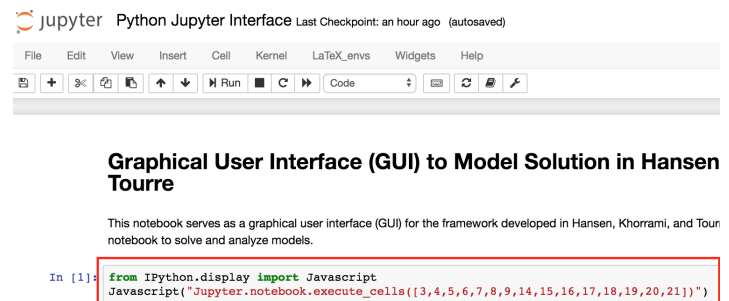 jupyter Python Jupyter Interface Last Checkpoint: an hour ago (autosaved)
File Edit View Insert Cell Kernel LaTeX_envs Widgets Help
Run Code
Graphical User Interface (GUI) to Model Solution in Hansen
Tourre
This notebook serves as a graphical user interface (GUI) for the framework developed in Hansen, Khorrami, and
notebook to solve and analyze models.
In [1]: from IPython.display import Javascript
Javascript("Jupyter.notebook.execute_cells([3,4,5,6,7,8,9,14,15,16,17,18,19,20,21])")